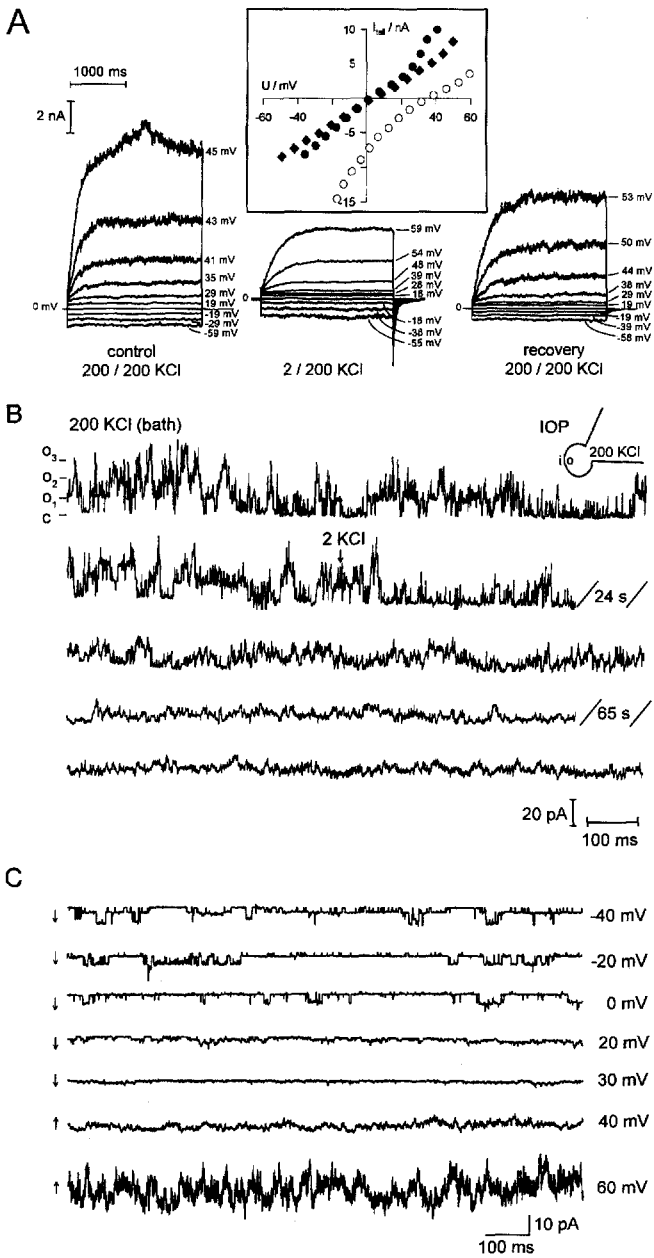 A
1000 ms
2 nA
I tail / nA
U / mV
10
5
-5
-15
-60
-40
-20
20
40
60
45 mV
43 mV
41 mV
35 mV
29 mV
19 mV
0 mV
-19 mV
-29 mV
-59 mV
control
200 / 200 KCl
59 mV
54 mV
48 mV
39 mV
28 mV
18 mV
0
-18 mV
-38 mV
-55 mV
2 / 200 KCl
53 mV
50 mV
44 mV
38 mV
29 mV
19 mV
0
-19 mV
-39 mV
-58 mV
recovery
200 / 200 KCl
B
200 KCl (bath)
IOP
i o
200 KCl
O3
O2
O1
C
2 KCl
24 s
65 s
20 pA
100 ms
C
-40 mV
-20 mV
0 mV
20 mV
30 mV
40 mV
60 mV
10 pA
100 ms